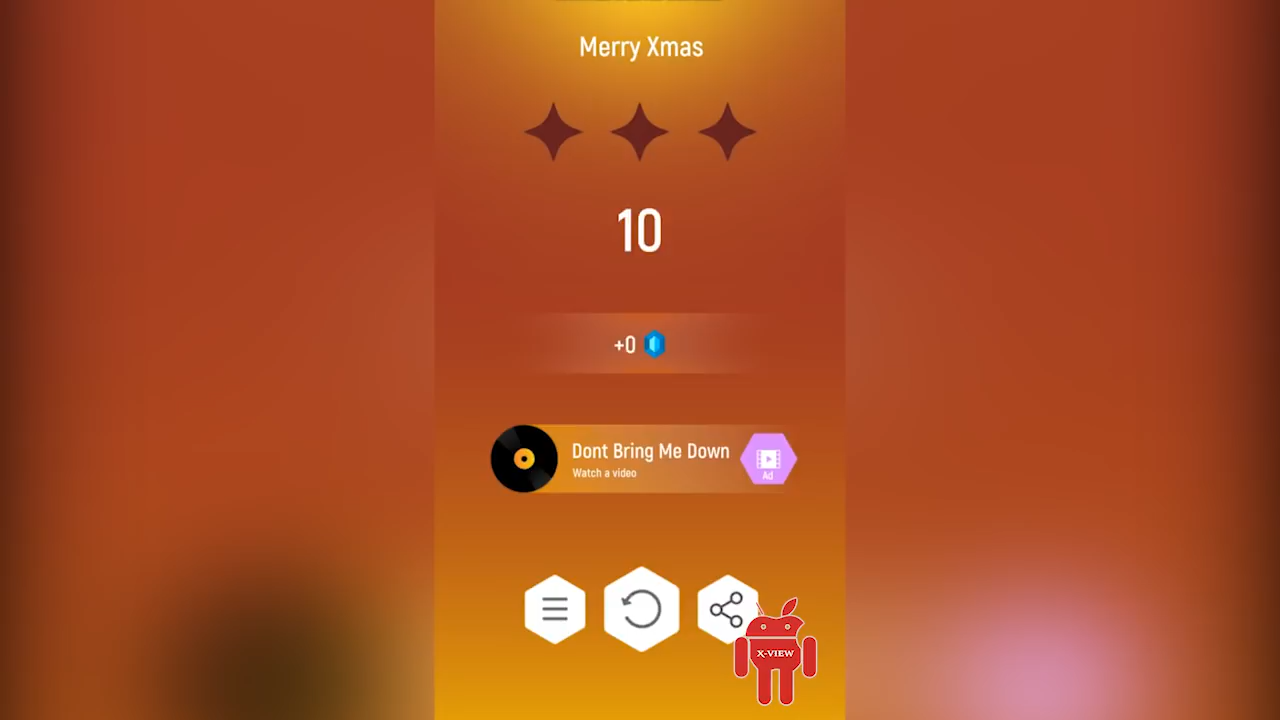 Merry Xmas
10
+0
Dont Bring Me Down
Watch a video
Ad
X-VIEW